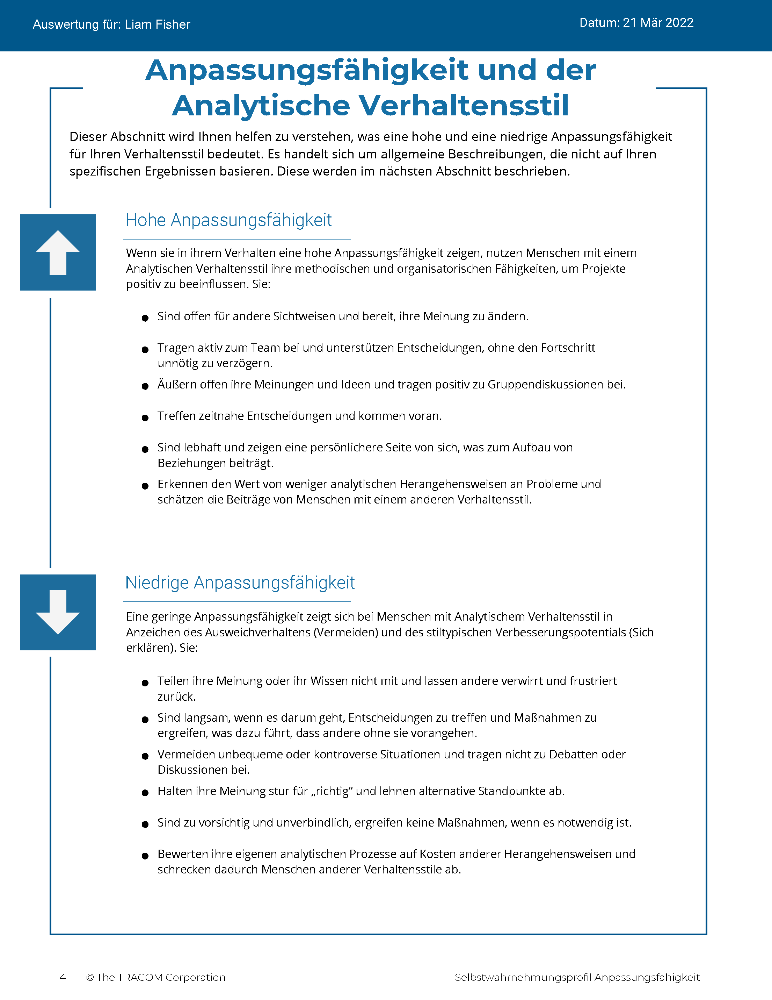 Auswertung für: Liam Fisher
Datum: 21 Mär 2022
Anpassungsfähigkeit und der
Analytische Verhaltensstil
Dieser Abschnitt wird Ihnen helfen zu verstehen, was eine hohe und eine niedrige Anpassungsfähigkeit
für Ihren Verhaltensstil bedeutet. Es handelt sich um allgemeine Beschreibungen, die nicht auf Ihren
spezifischen Ergebnissen basieren. Diese werden im nächsten Abschnitt beschrieben.
Hohe Anpassungsfähigkeit
Wenn sie in ihrem Verhalten eine hohe Anpassungsfähigkeit zeigen, nutzen Menschen mit einem
Analytischen Verhaltensstil ihre methodischen und organisatorischen Fähigkeiten, um Projekte
positiv zu beeinflussen. Sie:
● Sind offen für andere Sichtweisen und bereit, ihre Meinung zu ändern.
● Tragen aktiv zum Team bei und unterstützen Entscheidungen, ohne den Fortschritt
unnötig zu verzögern.
● Äußern offen ihre Meinungen und Ideen und tragen positiv zu Gruppendiskussionen bei.
● Treffen zeitnahe Entscheidungen und kommen voran.
● Sind lebhaft und zeigen eine persönlichere Seite von sich, was zum Aufbau von
Beziehungen beiträgt.
● Erkennen den Wert von weniger analytischen Herangehensweisen an Probleme und
schätzen die Beiträge von Menschen mit einem anderen Verhaltensstil.
Niedrige Anpassungsfähigkeit
Eine geringe Anpassungsfähigkeit zeigt sich bei Menschen mit Analytischem Verhaltensstil in
Anzeichen des Ausweichverhaltens (Vermeiden) und des stiltypischen Verbesserungspotentials (Sich
erklären). Sie:
● Teilen ihre Meinung oder ihr Wissen nicht mit und lassen andere verwirrt und frustriert
zurück.
● Sind langsam, wenn es darum geht, Entscheidungen zu treffen und Maßnahmen zu
ergreifen, was dazu führt, dass andere ohne sie vorangehen.
● Vermeiden unbequeme oder kontroverse Situationen und tragen nicht zu Debatten oder
Diskussionen bei.
● Halten ihre Meinung stur für „richtig“ und lehnen alternative Standpunkte ab.
● Sind zu vorsichtig und unverbindlich, ergreifen keine Maßnahmen, wenn es notwendig ist.
● Bewerten ihre eigenen analytischen Prozesse auf Kosten anderer Herangehensweisen und
schrecken dadurch Menschen anderer Verhaltensstile ab.
4 © The TRACOM Corporation
Selbstwahrnehmungsprofil Anpassungsfähigkeit